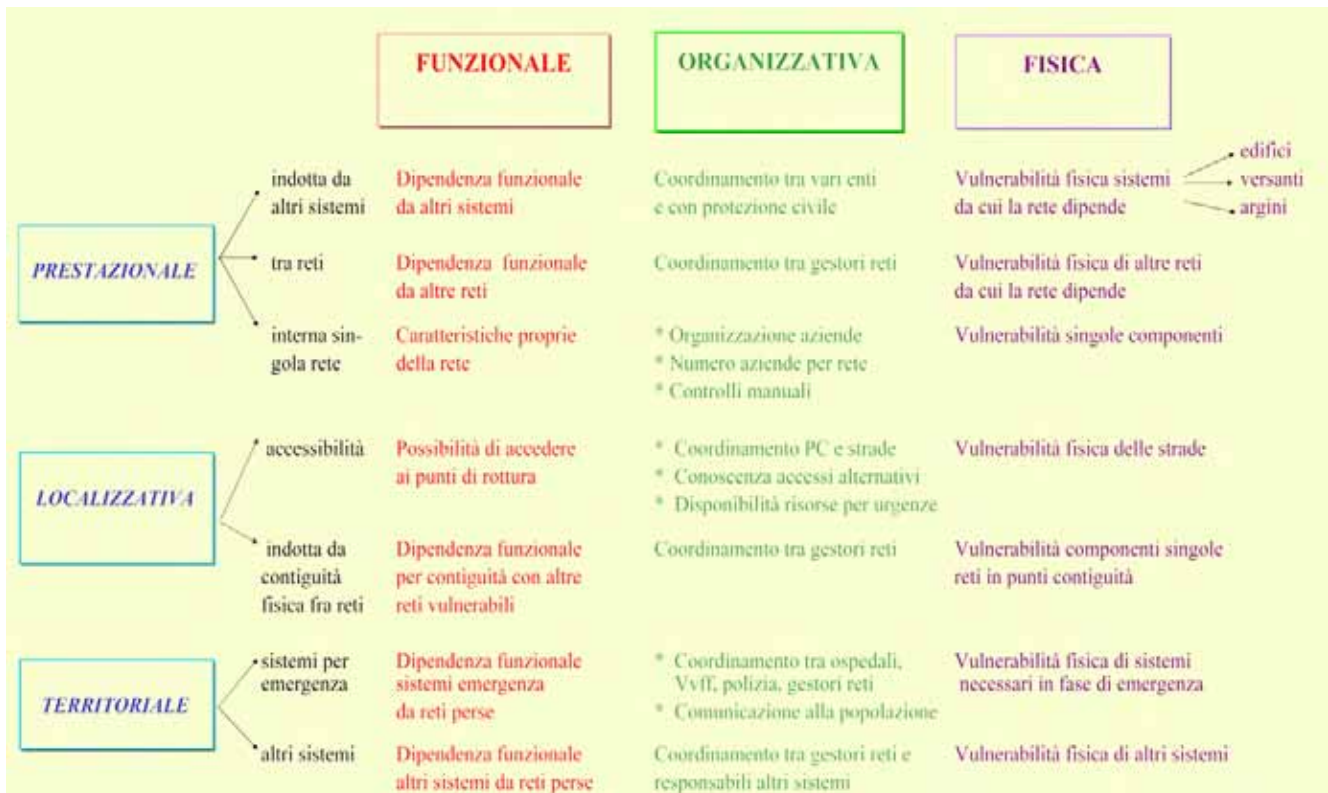 FUNZIONALE
ORGANIZZATIVA
FISICA
PRESTAZIONALE
indotta da
altri sistemi
Dipendenza funzionale
da altri sistemi
Coordinamento tra vari enti
e con protezione civile
Vulnerabilità fisica sistemi
da cui la rete dipende
edifici
versanti
argini
tra reti
Dipendenza funzionale
da altre reti
Coordinamento tra gestori reti
Vulnerabilità fisica di altre reti
da cui la rete dipende
interna sin-
gola rete
Caratteristiche proprie
della rete
* Organizzazione aziende
* Numero aziende per rete
* Controlli manuali
Vulnerabilità singole componenti
LOCALIZZATIVA
accessibilità
Possibilità di accedere
ai punti di rottura
* Coordinamento PC e strade
* Conoscenza accessi alternativi
* Disponibilità risorse per urgenze
Vulnerabilità fisica delle strade
indotta da
contiguità
fisica fra reti
Dipendenza funzionale
per contiguità con altre
reti vulnerabili
Coordinamento tra gestori reti
Vulnerabilità componenti singole
reti in punti contiguità
TERRITORIALE
sistemi per
emergenza
Dipendenza funzionale
sistemi emergenza
da reti perse
* Coordinamento tra ospedali,
Vvff, polizia, gestori reti
* Comunicazione alla popolazione
Vulnerabilità fisica di sistemi
necessari in fase di emergenza
altri sistemi
Dipendenza funzionale
altri sistemi da reti perse
Coordinamento tra gestori reti e
responsabili altri sistemi
Vulnerabilità fisica di altri sistemi